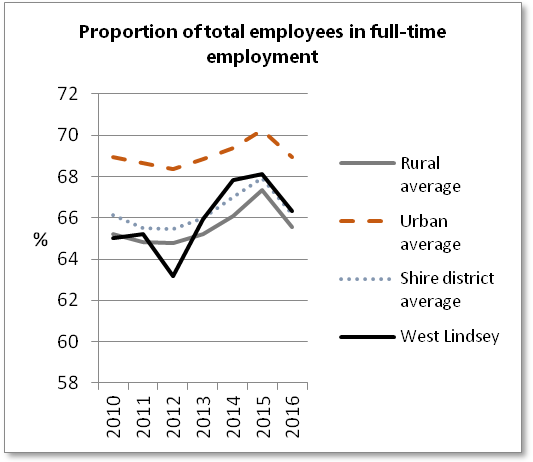 Proportion of total employees in full-time
employment
72
70
68
66
64
62
60
58
%
2010
2011
2012
2013
2014
2015
2016
Rural
average
Urban
average
Shire district
average
West Lindsey